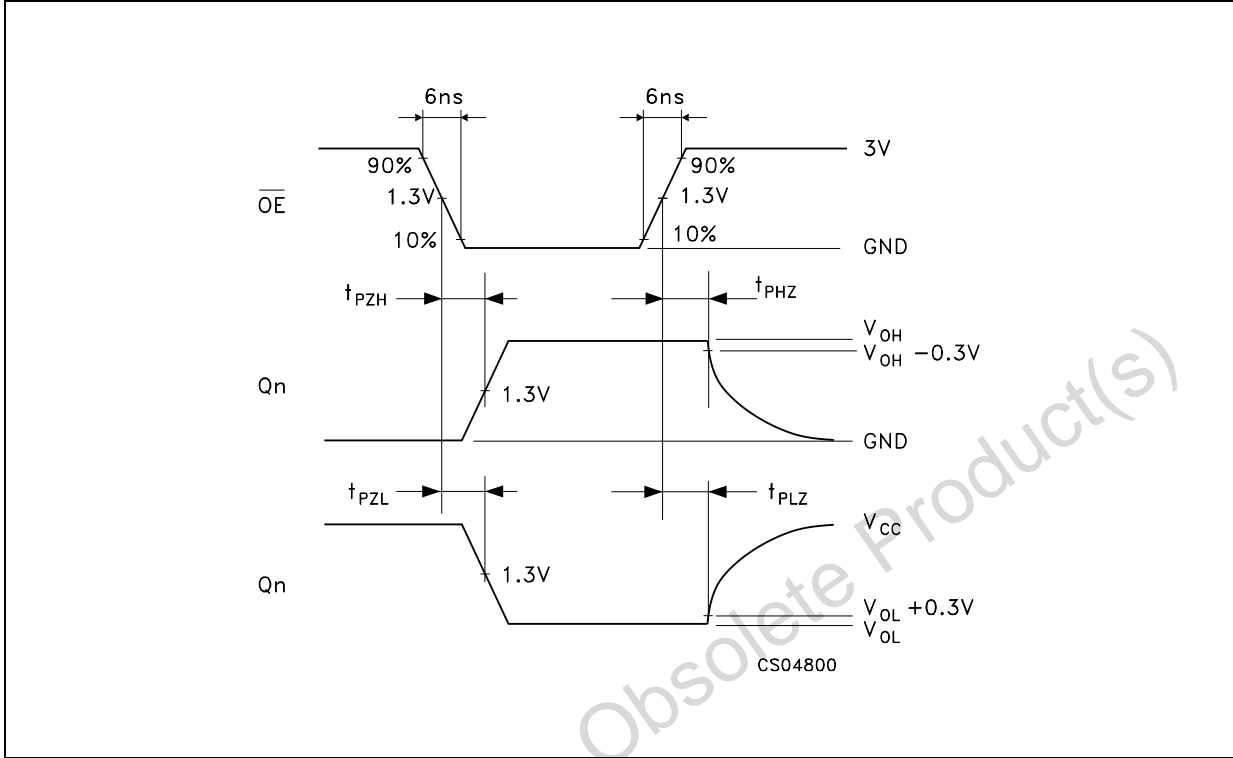 6ns 6ns
90% 90% 3V
OE 1.3V 1.3V
10% 10% GND
tPZH tPHZ
VOH
VOH -0.3V
Qn 1.3V
GND
tPZL tPLZ
VCC
Qn 1.3V
VOL +0.3V
VOL
CS04800
Obsolete Product(s)